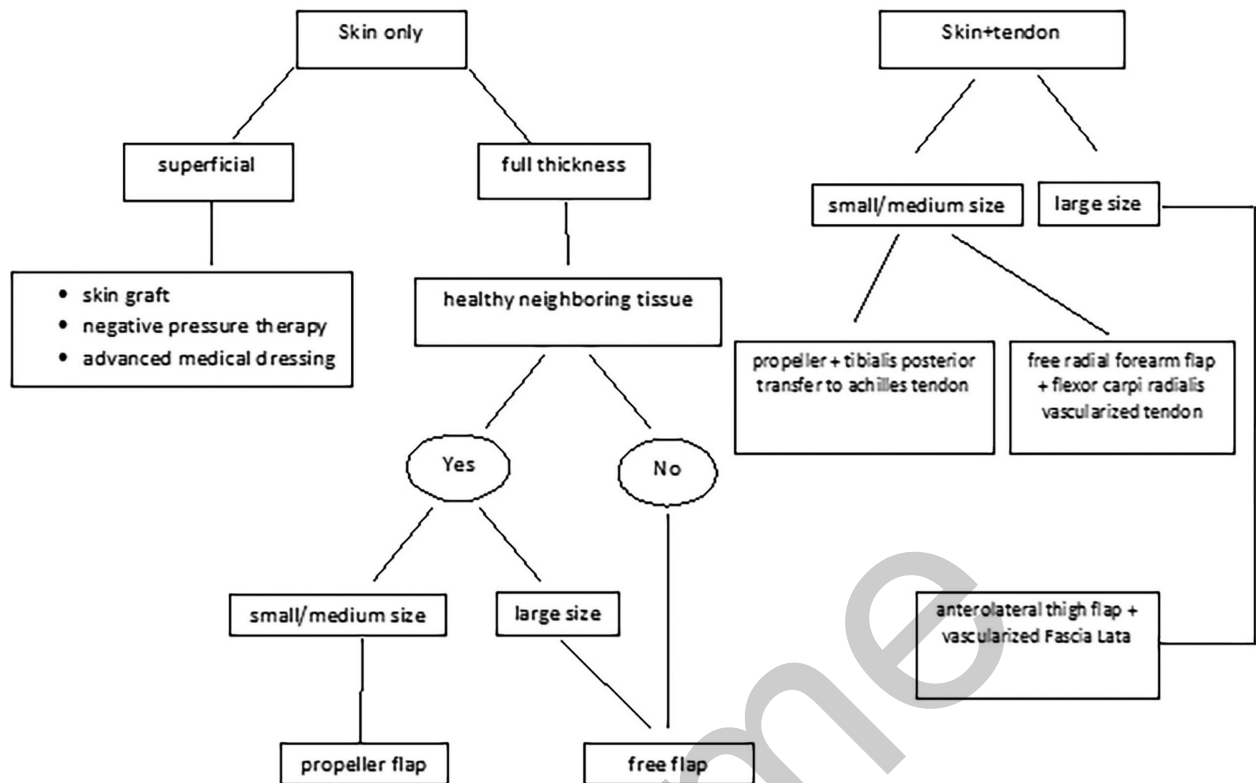 Skin only
superficial
full thickness
• skin graft
• negative pressure therapy
• advanced medical dressing
healthy neighboring tissue
Yes
No
small/medium size
large size
propeller flap
free flap
Skin+tendon
small/medium size
large size
propeller + tibialis posterior
transfer to achilles tendon
free radial forearm flap
+ flexor carpi radialis
vascularized tendon
anterolateral thigh flap +
vascularized Fascia Lata